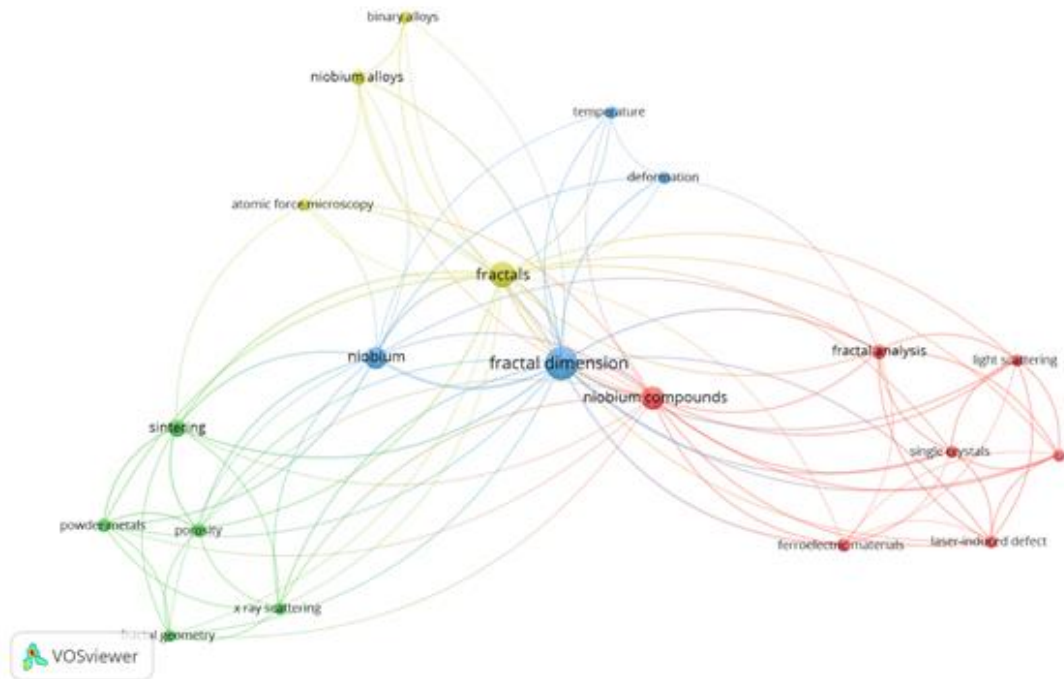 binary alloys
niobium alloys
temperature
deformation
atomic force microscopy
fractals
niobium
fractal dimension
fractal analysis
light scattering
niobium compounds
sintering
single crystals
powder metals
porosity
ferroelectric materials
laser-induced defect
x ray scattering
fractal geometry
VOSviewer